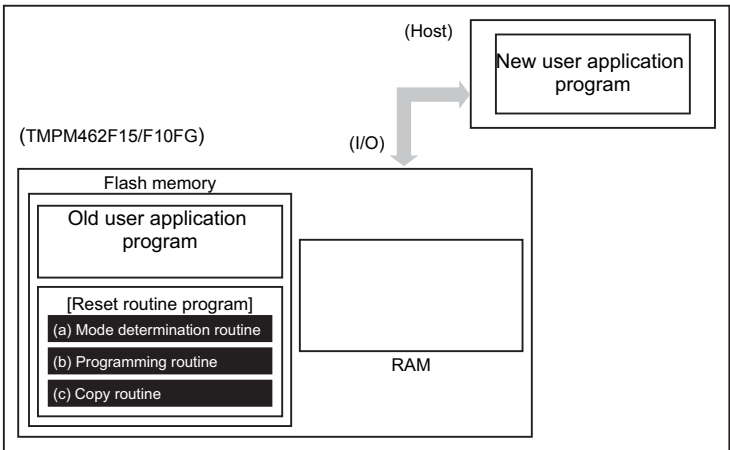 (Host)
New user application
program
(TMPM462F15/F10FG)
(I/O)
Flash memory
Old user application
program
[Reset routine program]
(a) Mode determination routine
(b) Programming routine
(c) Copy routine
RAM